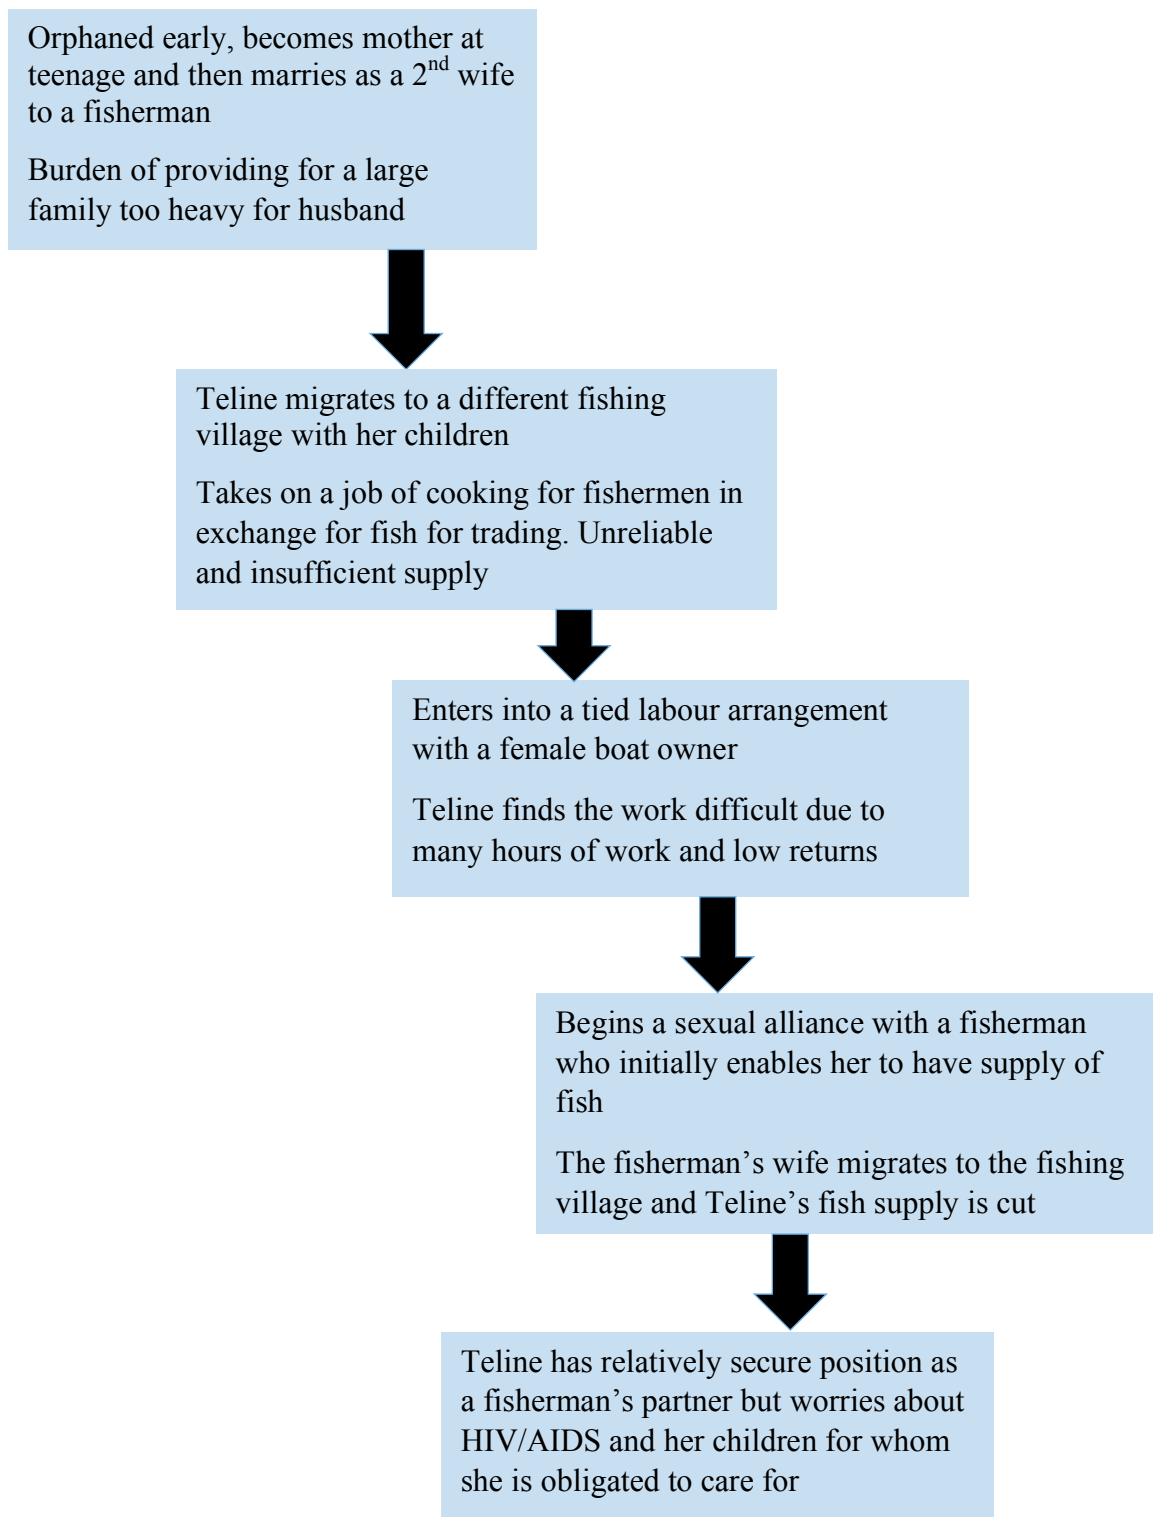 Orphaned early, becomes mother at
teenage and then marries as a 2nd wife
to a fisherman
Burden of providing for a large
family too heavy for husband
Teline migrates to a different fishing
village with her children
Takes on a job of cooking for fishermen in
exchange for fish for trading. Unreliable
and insufficient supply
Enters into a tied labour arrangement
with a female boat owner
Teline finds the work difficult due to
many hours of work and low returns
Begins a sexual alliance with a fisherman
who initially enables her to have supply of
fish
The fisherman’s wife migrates to the fishing
village and Teline’s fish supply is cut
Teline has relatively secure position as
a fisherman’s partner but worries about
HIV/AIDS and her children for whom
she is obligated to care for